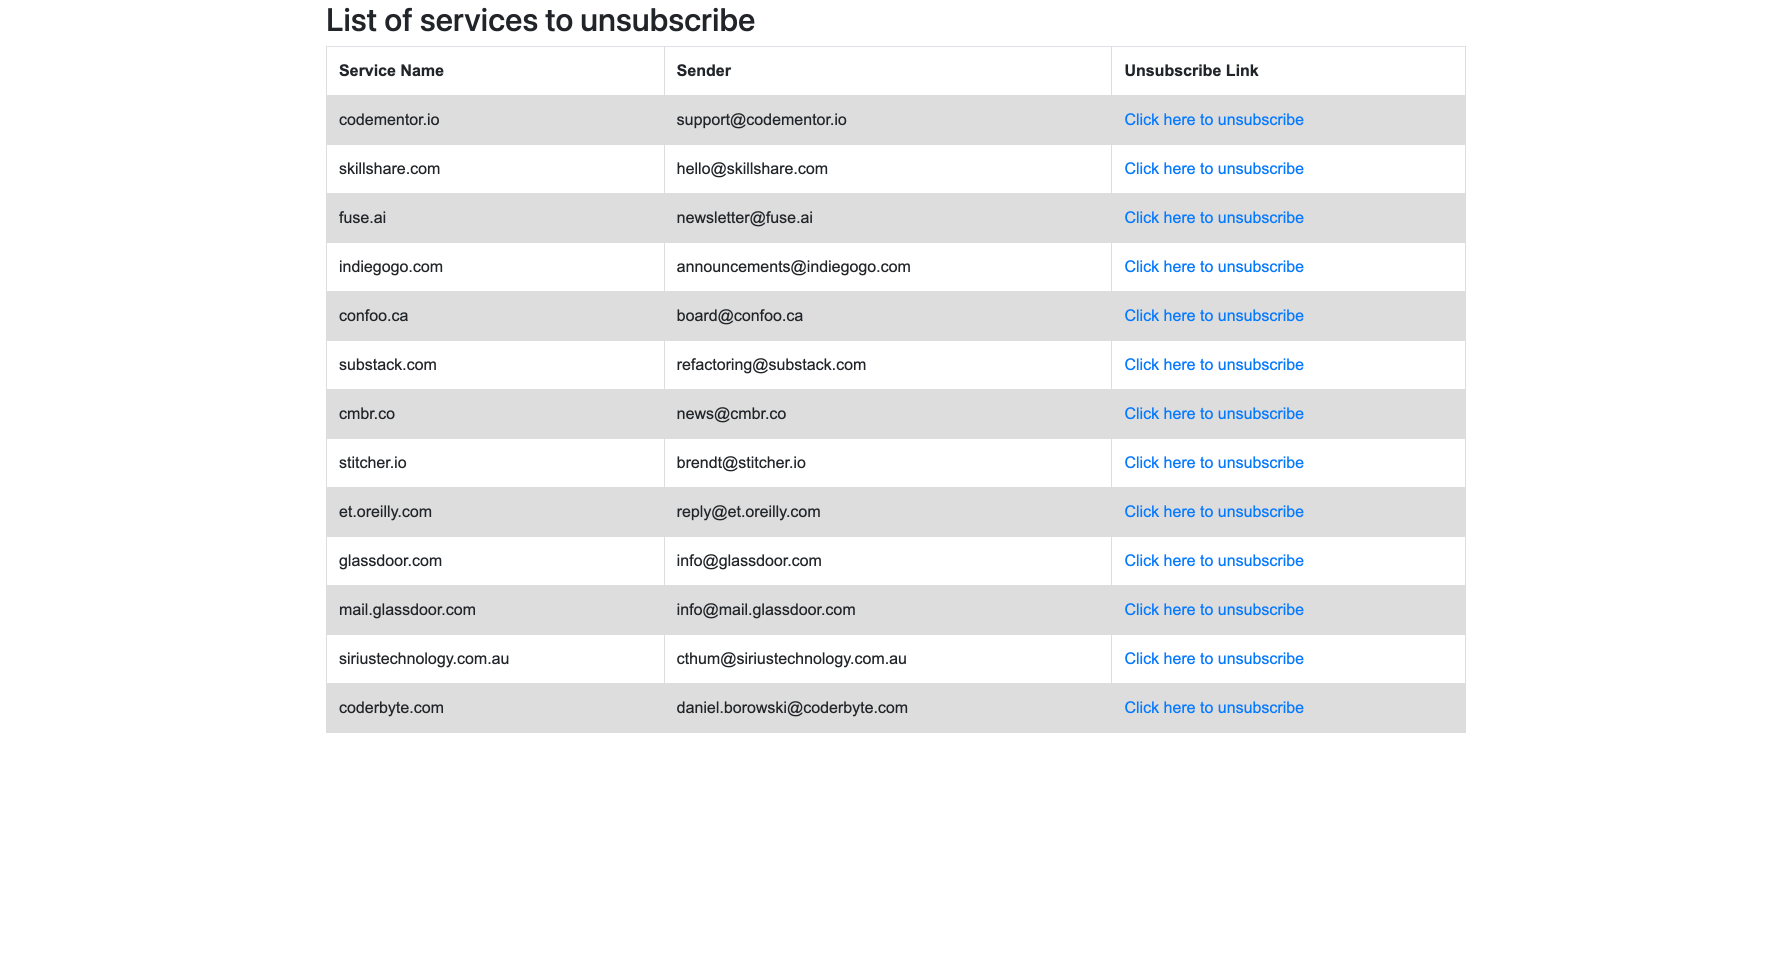 List of services to unsubscribe
Service Name Sender Unsubscribe Link
codementor.io support@codementor.io Click here to unsubscribe
skillshare.com hello@skillshare.com Click here to unsubscribe
fuse.ai newsletter@fuse.ai Click here to unsubscribe
indiegogo.com announcements@indiegogo.com Click here to unsubscribe
confoo.ca board@confoo.ca Click here to unsubscribe
substack.com refactoring@substack.com Click here to unsubscribe
cmbr.co news@cmbr.co Click here to unsubscribe
stitcher.io brendt@stitcher.io Click here to unsubscribe
et.oreilly.com reply@et.oreilly.com Click here to unsubscribe
glassdoor.com info@glassdoor.com Click here to unsubscribe
mail.glassdoor.com info@mail.glassdoor.com Click here to unsubscribe
siriustechnology.com.au cthum@siriustechnology.com.au Click here to unsubscribe
coderbyte.com daniel.borowski@coderbyte.com Click here to unsubscribe